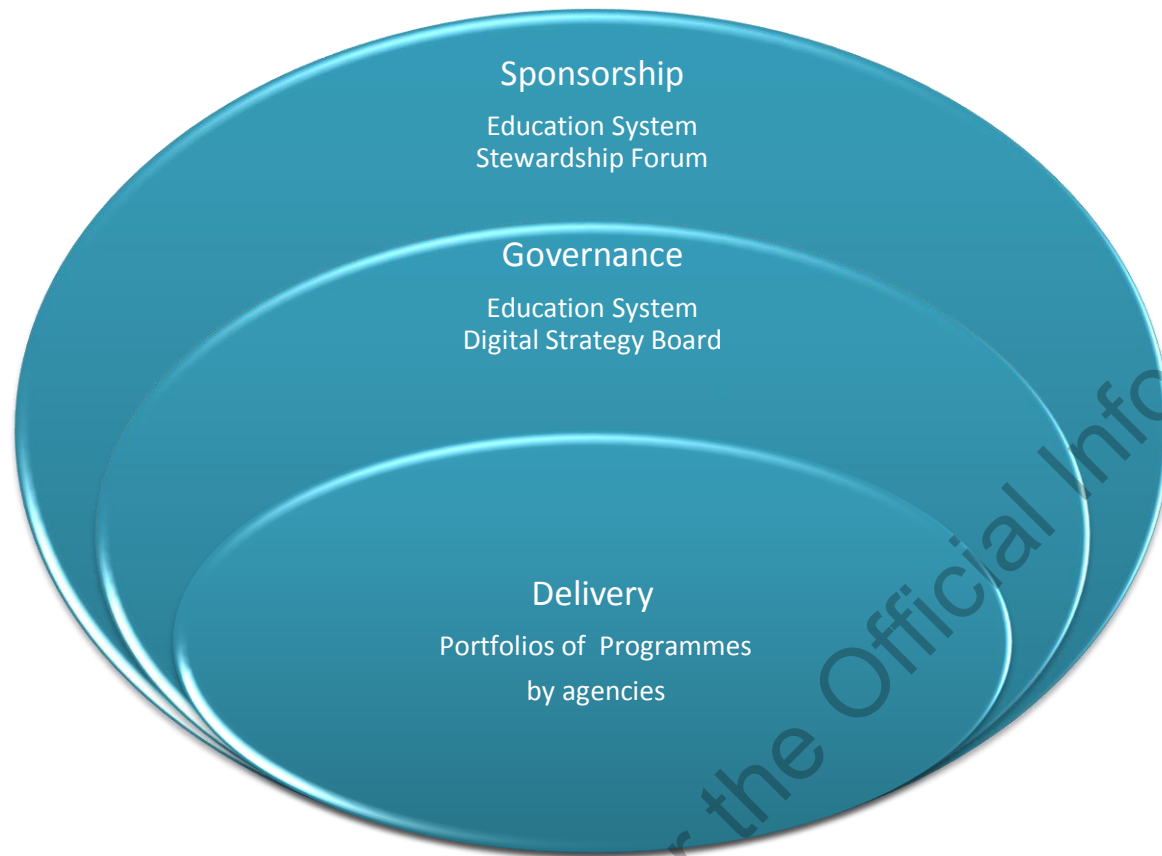 Sponsorship
Education System
Stewardship Forum
Governance
Education System
Digital Strategy Board
Delivery
Portfolios of Programmes
by agencies
the Official